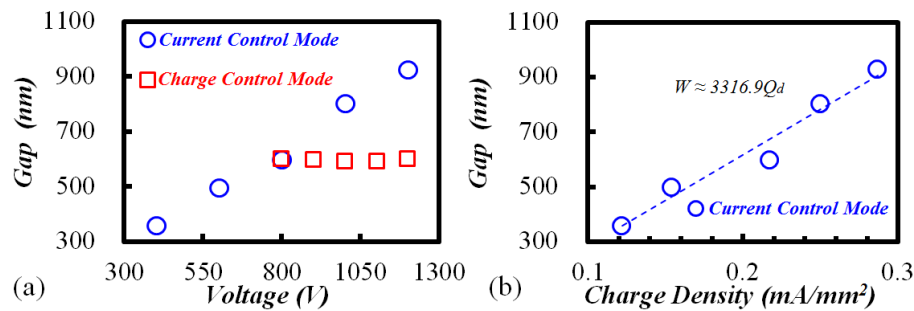 1100
900
700
500
300
Gap (nm)
Current Control Mode
Charge Control Mode
300
550
800
1050
1300
(a)
Voltage (V)
1100
900
700
500
300
Gap (nm)
W ≈ 3316.9Qd
Current Control Mode
0.1
0.2
0.3
(b)
Charge Density (mA/mm²)